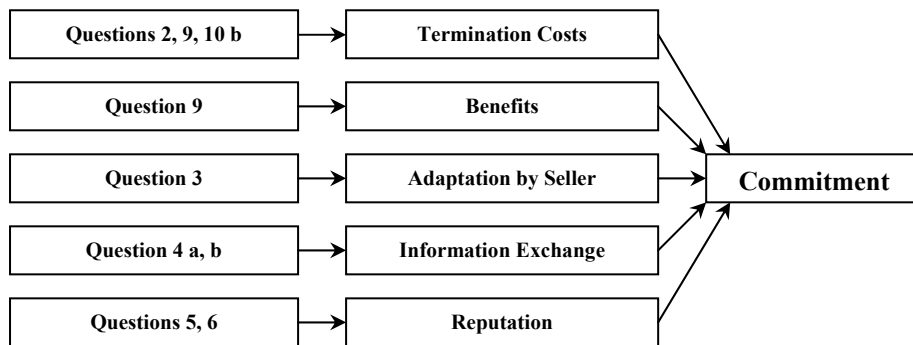 Questions 2, 9, 10 b
Termination Costs
Question 9
Benefits
Question 3
Adaptation by Seller
Commitment
Question 4 a, b
Information Exchange
Questions 5, 6
Reputation